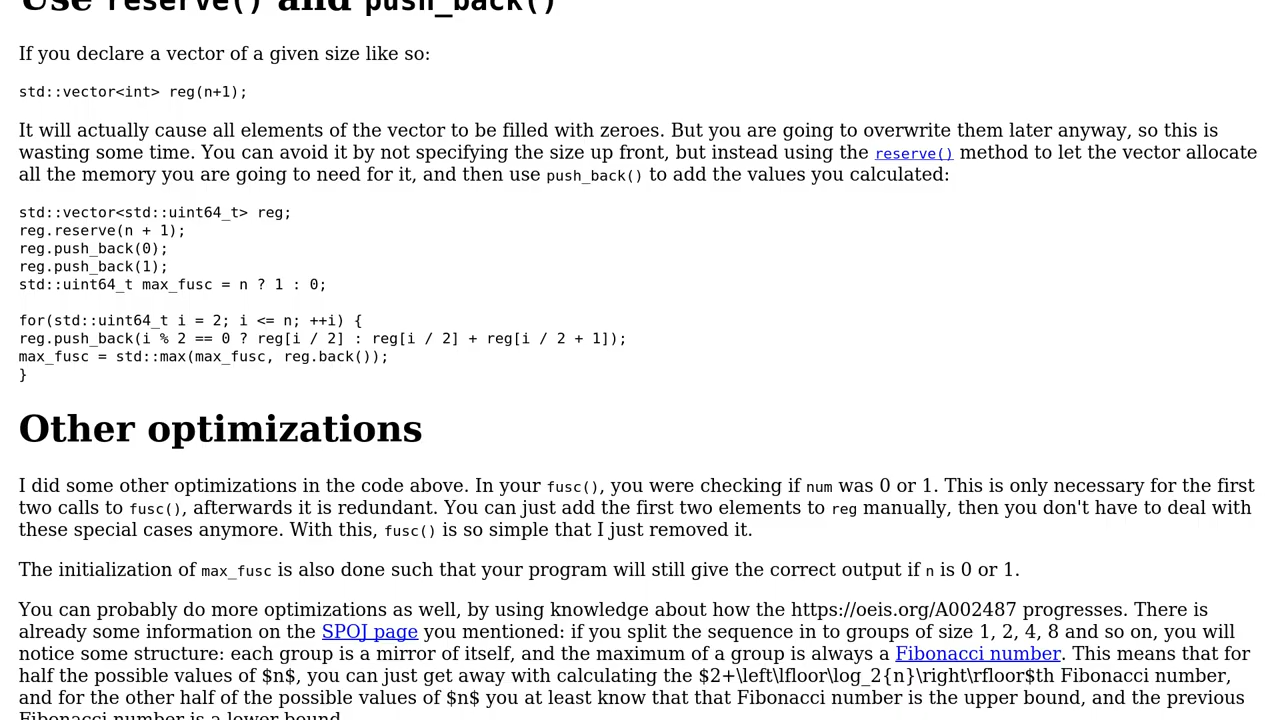 Use reserve() and push_back()
If you declare a vector of a given size like so:
std::vector<int> reg(n+1);
It will actually cause all elements of the vector to be filled with zeroes. But you are going to overwrite them later anyway, so this is
wasting some time. You can avoid it by not specifying the size up front, but instead using the reserve() method to let the vector allocate
all the memory you are going to need for it, and then use push_back() to add the values you calculated:
std::vector<std::uint64_t> reg;
reg.reserve(n + 1);
reg.push_back(0);
reg.push_back(1);
std::uint64_t max_fusc = n ? 1 : 0;
for(std::uint64_t i = 2; i <= n; ++i) {
reg.push_back(i % 2 == 0 ? reg[i / 2] : reg[i / 2] + reg[i / 2 + 1]);
max_fusc = std::max(max_fusc, reg.back());
}
Other optimizations
I did some other optimizations in the code above. In your fusc(), you were checking if num was 0 or 1. This is only necessary for the first
two calls to fusc(), afterwards it is redundant. You can just add the first two elements to reg manually, then you don't have to deal with
these special cases anymore. With this, fusc() is so simple that I just removed it.
The initialization of max_fusc is also done such that your program will still give the correct output if n is 0 or 1.
You can probably do more optimizations as well, by using knowledge about how the https://oeis.org/A002487 progresses. There is
already some information on the SPOJ page you mentioned: if you split the sequence in to groups of size 1, 2, 4, 8 and so on, you will
notice some structure: each group is a mirror of itself, and the maximum of a group is always a Fibonacci number. This means that for
half the possible values of $n$, you can just get away with calculating the $2+\left\lfloor\log_2{n}\right\rfloor$th Fibonacci number,
and for the other half of the possible values of $n$ you at least know that that Fibonacci number is the upper bound, and the previous
Fibonacci number is a lower bound.